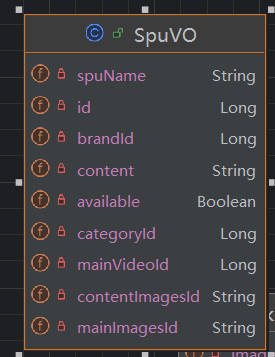 SpuVO
spuName String
id Long
brandId Long
content String
available Boolean
categoryId Long
mainVideoId Long
contentImagesId String
mainImagesId String